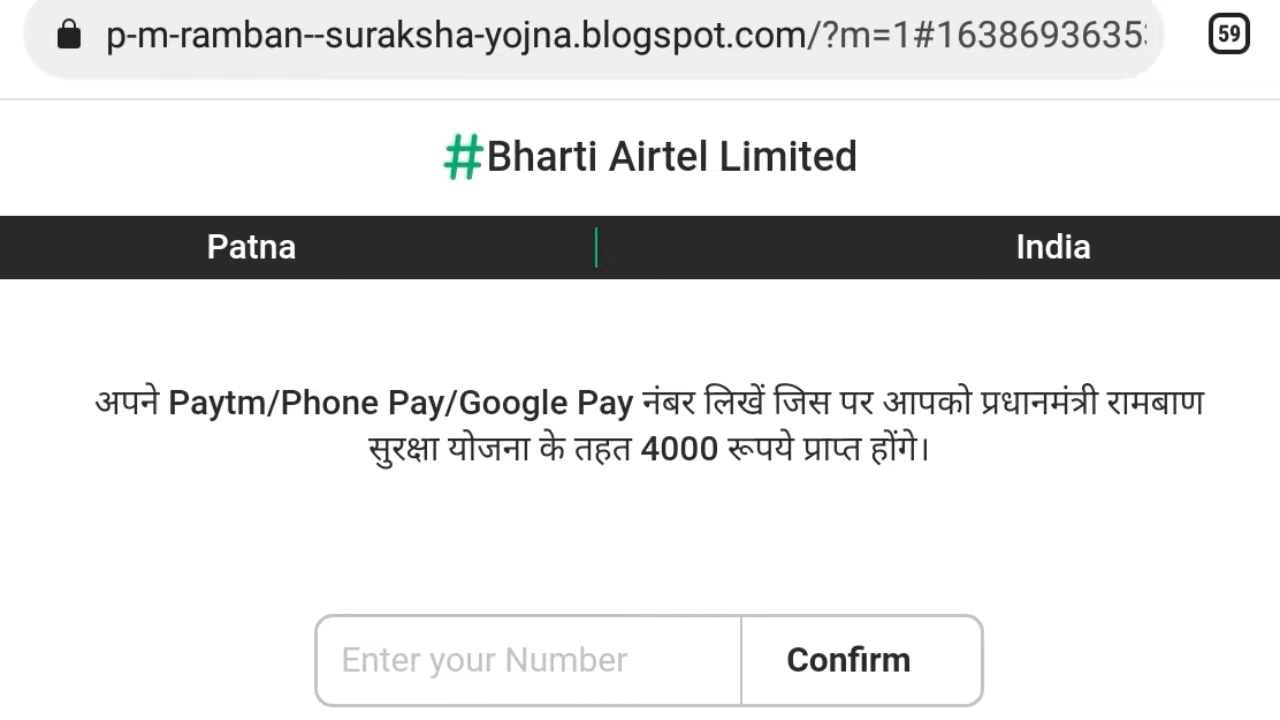 p-m-ramban--suraksha-yojna.blogspot.com/?m=1#1638693635
59
#Bharti Airtel Limited
Patna | India
अपने Paytm/Phone Pay/Google Pay नंबर लिखें जिस पर आपको प्रधानमंत्री रामबाण
सुरक्षा योजना के तहत 4000 रूपये प्राप्त होंगे।
Enter your Number Confirm